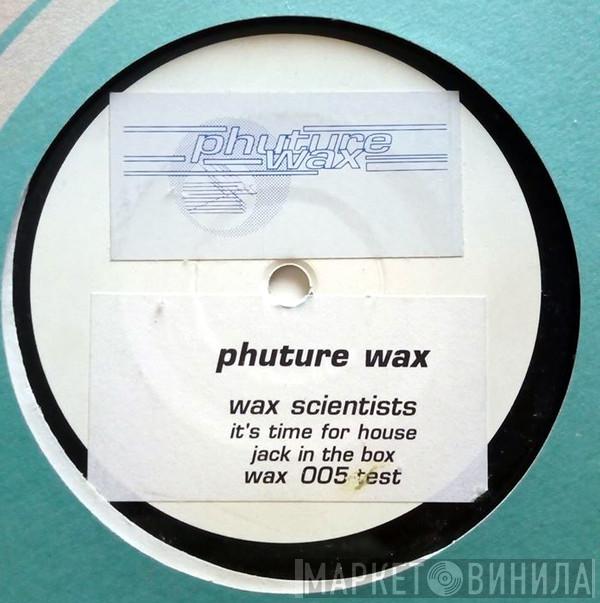 phuture
wax
phuture wax
wax scientists
it's time for house
jack in the box
wax 005 test
МАРКЕТ ВИНИЛА